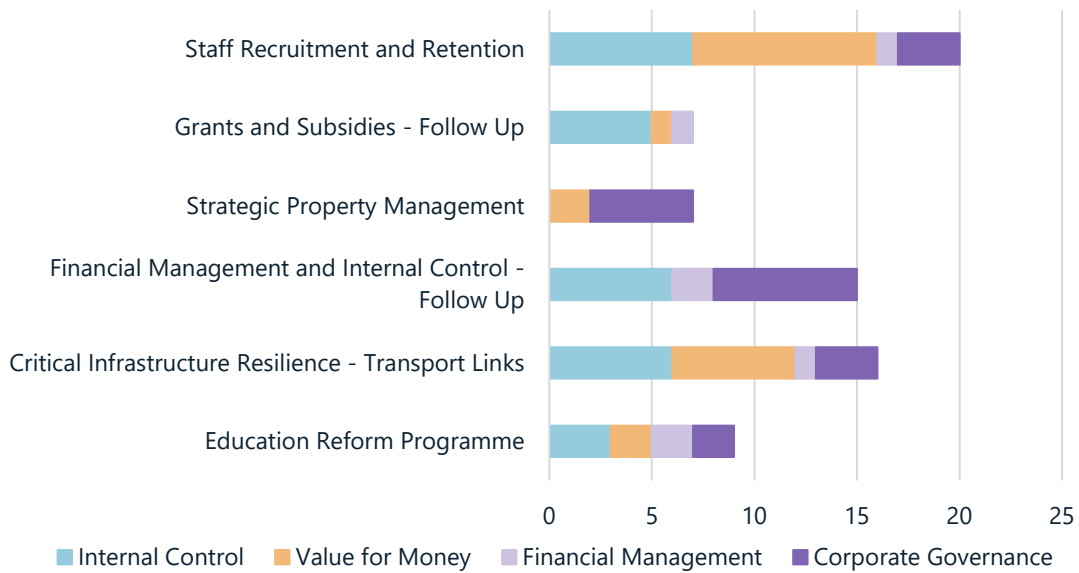 Staff Recruitment and Retention
Grants and Subsidies - Follow Up
Strategic Property Management
Financial Management and Internal Control -
Follow Up
Critical Infrastructure Resilience - Transport Links
Education Reform Programme
0 5 10 15 20 25
Internal Control Value for Money Financial Management Corporate Governance